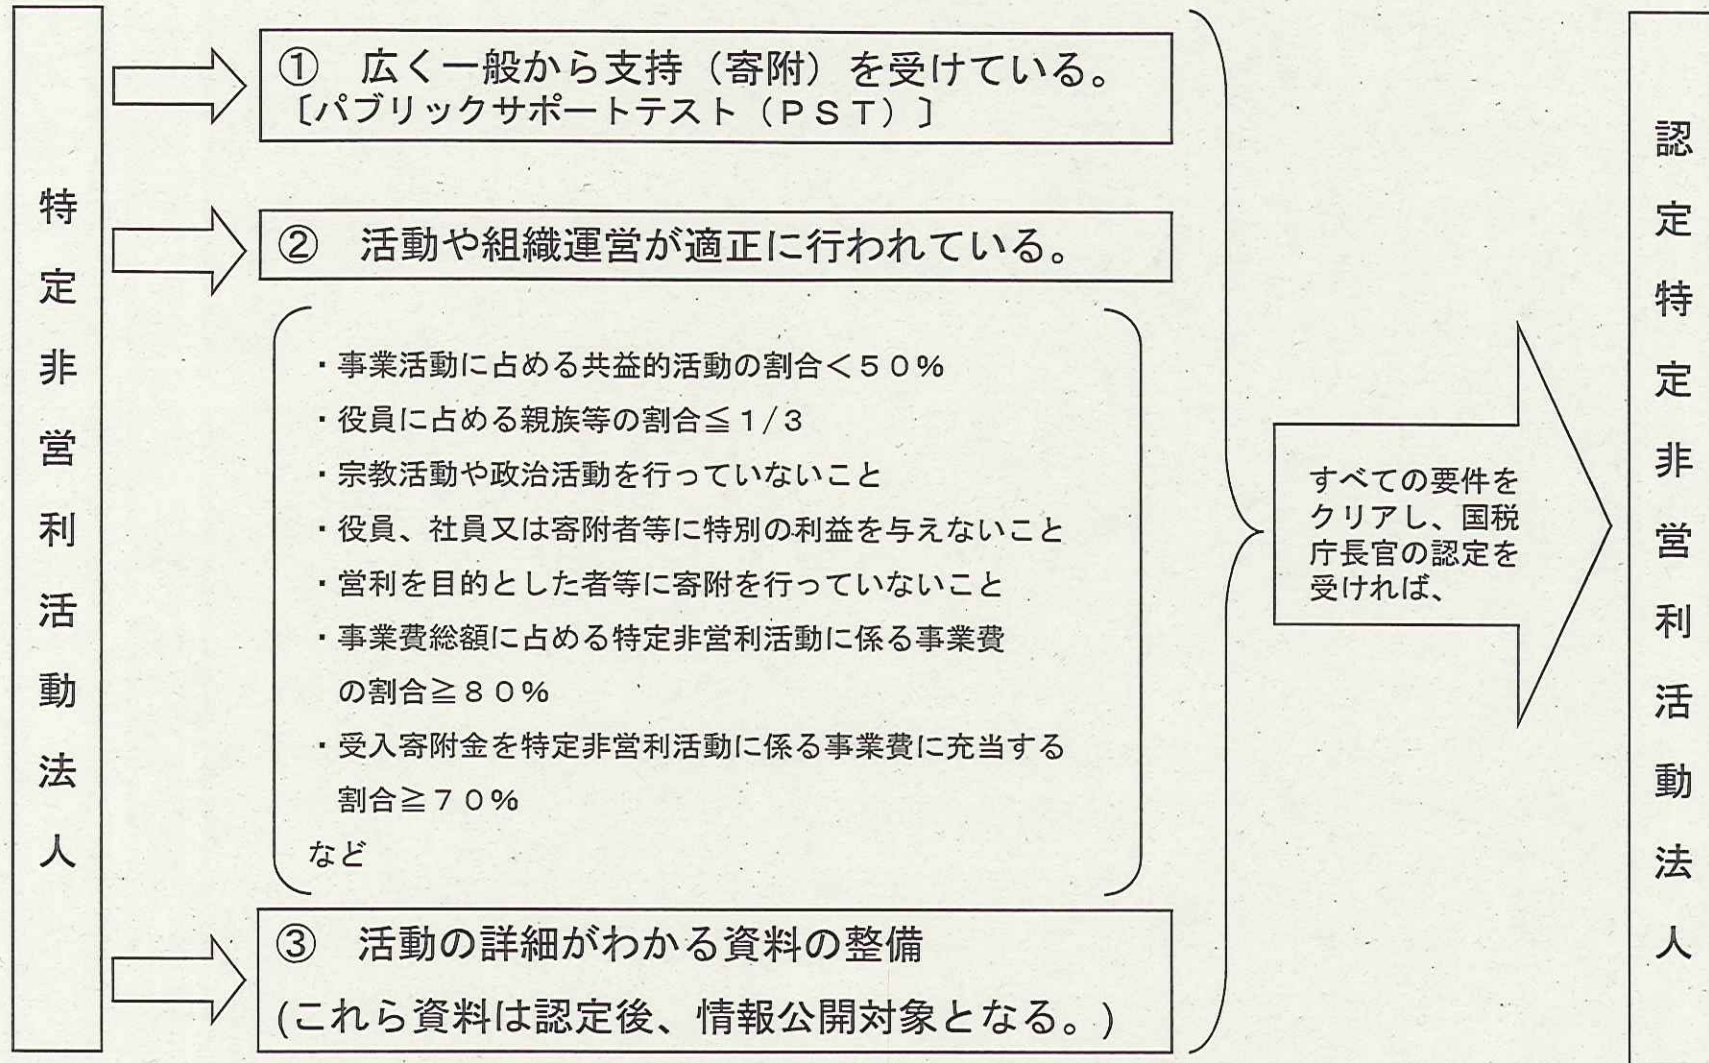 特定非営利活動法人
① 広く一般から支持（寄附）を受けている。
〔パブリックサポートテスト（ＰＳＴ）〕
② 活動や組織運営が適正に行われている。
・事業活動に占める共益的活動の割合＜５０％
・役員に占める親族等の割合≦１/３
・宗教活動や政治活動を行っていないこと
・役員、社員又は寄附者等に特別の利益を与えないこと
・営利を目的とした者等に寄附を行っていないこと
・事業費総額に占める特定非営利活動に係る事業費
の割合≧８０％
・受入寄附金を特定非営利活動に係る事業費に充当する
割合≧７０％
など
③ 活動の詳細がわかる資料の整備
(これら資料は認定後、情報公開対象となる。)
すべての要件を
クリアし、国税
庁長官の認定を
受ければ、
認定特定非営利活動法人